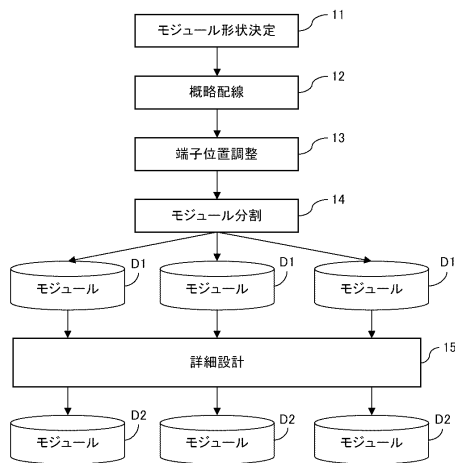 モジュール形状決定 11
概略配線 12
端子位置調整 13
モジュール分割 14
モジュール D1 モジュール D1 モジュール D1
詳細設計 15
モジュール D2 モジュール D2 モジュール D2